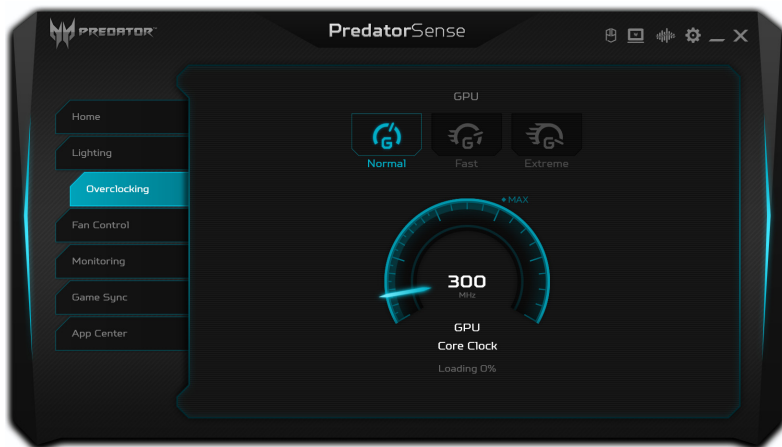 PREDATOR
PredatorSense
Home
Lighting
Overclocking
Fan Control
Monitoring
Game Sync
App Center
GPU
G
G
G
Normal
Fast
Extreme
MAX
300
MHz
GPU
Core Clock
Loading 0%